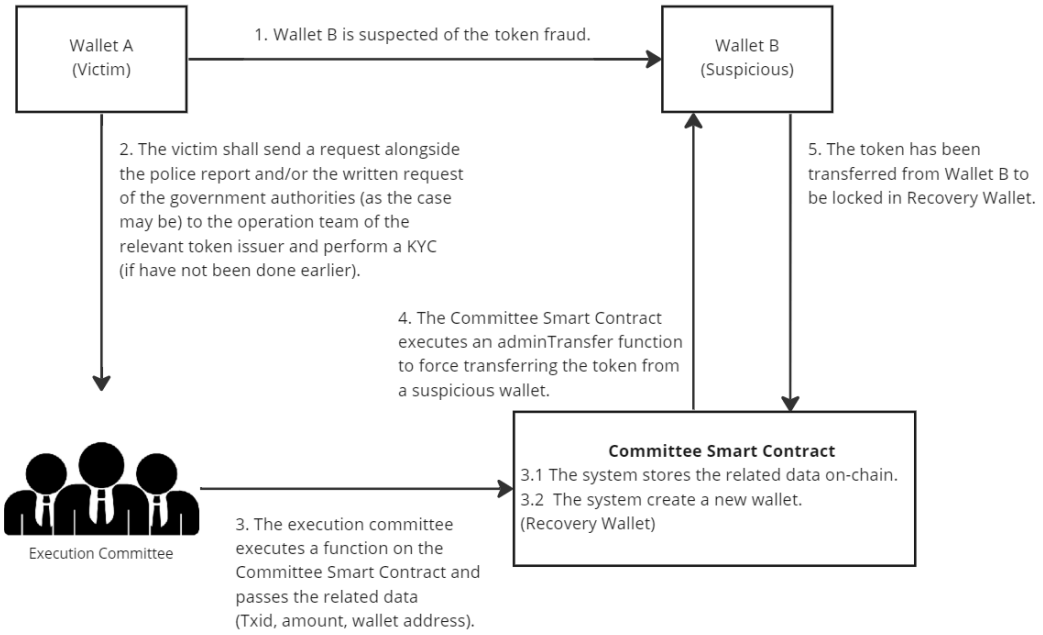 Wallet A
(Victim)
1. Wallet B is suspected of the token fraud.
Wallet B
(Suspicious)
2. The victim shall send a request alongside
the police report and/or the written request
of the government authorities (as the case
may be) to the operation team of the
relevant token issuer and perform a KYC
(if have not been done earlier).
5. The token has been
transferred from Wallet B to
be locked in Recovery Wallet.
4. The Committee Smart Contract
executes an adminTransfer function
to force transferring the token from
a suspicious wallet.
Execution Committee
3. The execution committee
executes a function on the
Committee Smart Contract and
passes the related data
(Txid, amount, wallet address).
Committee Smart Contract
3.1 The system stores the related data on-chain.
3.2 The system create a new wallet.
(Recovery Wallet)